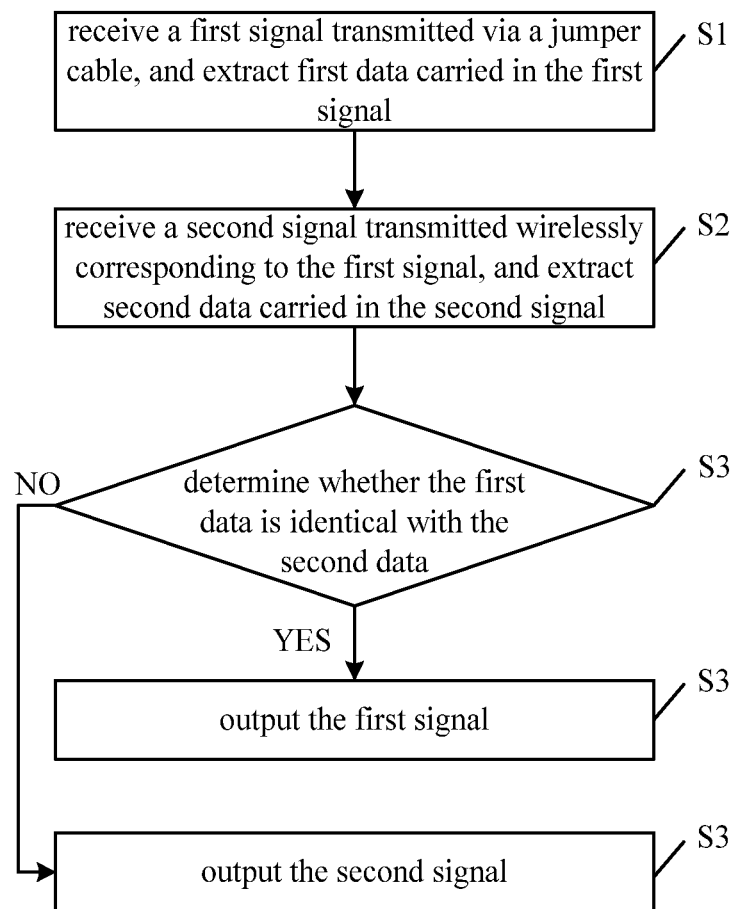 receive a first signal transmitted via a jumper
cable, and extract first data carried in the first
signal
S1
receive a second signal transmitted wirelessly
corresponding to the first signal, and extract
second data carried in the second signal
S2
determine whether the first
data is identical with the
second data
S3
NO
YES
output the first signal
S3
output the second signal
S3